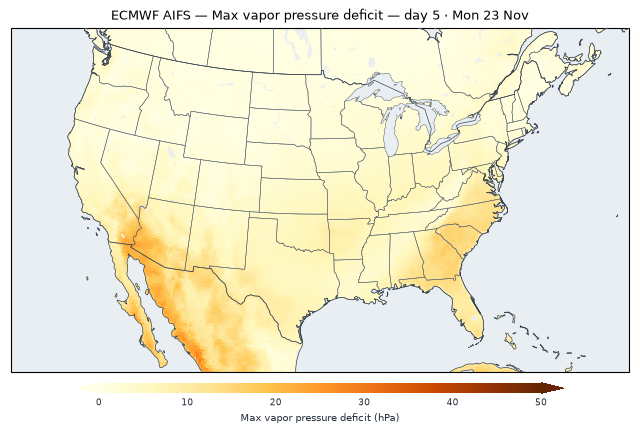 ECMWF AIFS — Max vapor pressure deficit — day 5 · Mon 23 Nov
0 10 20 30 40 50
Max vapor pressure deficit (hPa)